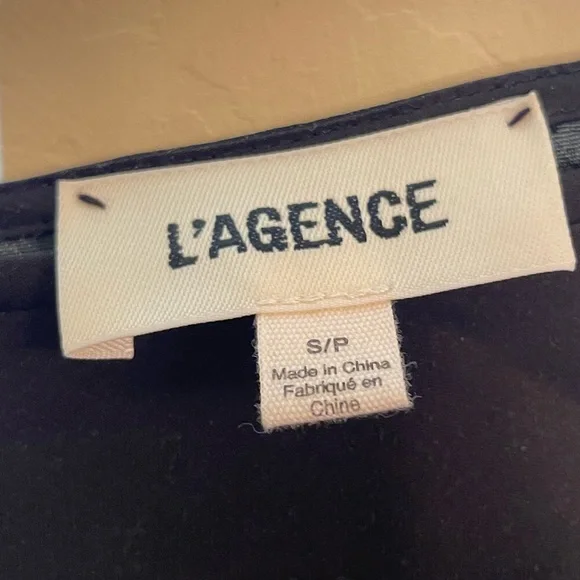 L'AGENCE
S/P
Made in China
Fabriqué en
Chine